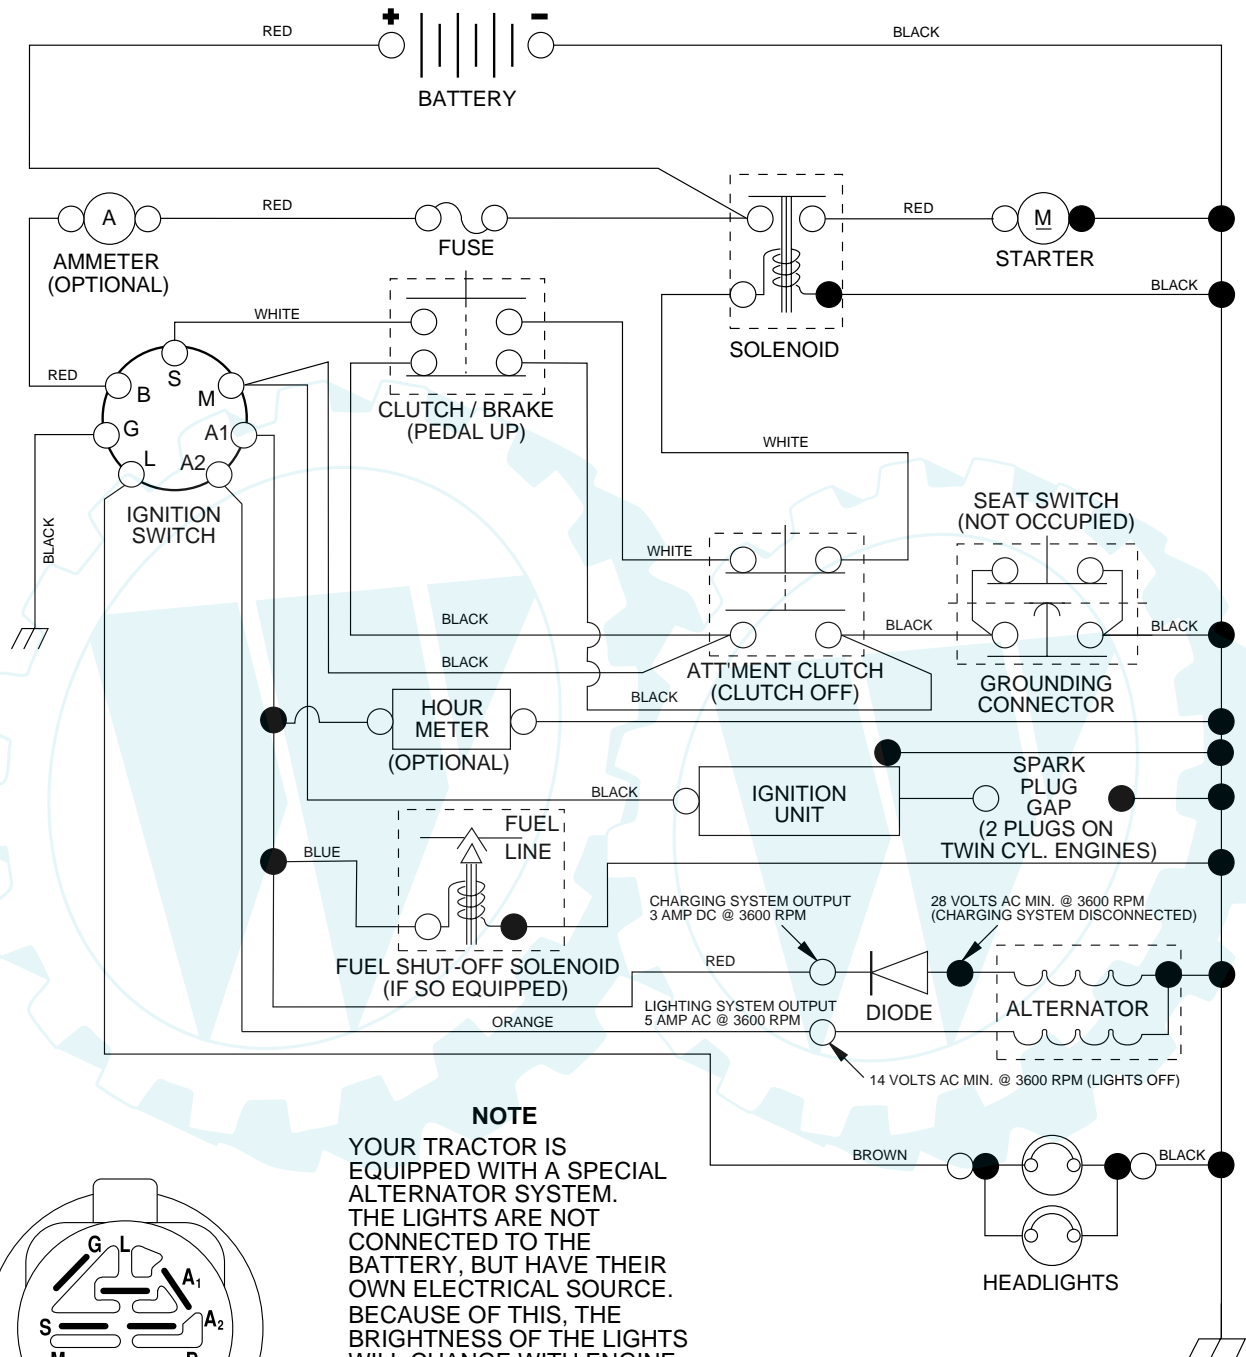 + -
RED
BLACK
BATTERY
A
RED
RED
M
AMMETER
(OPTIONAL)
FUSE
STARTER
BLACK
WHITE
SOLENOID
RED
S
B
M
G
A1
L
A2
CLUTCH / BRAKE
(PEDAL UP)
WHITE
IGNITION
SWITCH
BLACK
SEAT SWITCH
(NOT OCCUPIED)
WHITE
BLACK
BLACK
BLACK
BLACK
ATT'MENT CLUTCH
(CLUTCH OFF)
BLACK
GROUNDING
CONNECTOR
HOUR
METER
(OPTIONAL)
BLACK
IGNITION
UNIT
SPARK
PLUG
GAP
(2 PLUGS ON
TWIN CYL. ENGINES)
FUEL
LINE
BLUE
CHARGING SYSTEM OUTPUT
3 AMP DC @ 3600 RPM
28 VOLTS AC MIN. @ 3600 RPM
(CHARGING SYSTEM DISCONNECTED)
FUEL SHUT-OFF SOLENOID
(IF SO EQUIPPED)
RED
DIODE
ALTERNATOR
LIGHTING SYSTEM OUTPUT
5 AMP AC @ 3600 RPM
ORANGE
14 VOLTS AC MIN. @ 3600 RPM (LIGHTS OFF)
NOTE
YOUR TRACTOR IS
EQUIPPED WITH A SPECIAL
ALTERNATOR SYSTEM.
THE LIGHTS ARE NOT
CONNECTED TO THE
BATTERY, BUT HAVE THEIR
OWN ELECTRICAL SOURCE.
BECAUSE OF THIS, THE
BRIGHTNESS OF THE LIGHTS
WILL CHANGE WITH ENGINE
BROWN
BLACK
HEADLIGHTS
G L
A1
S
A2
M
B